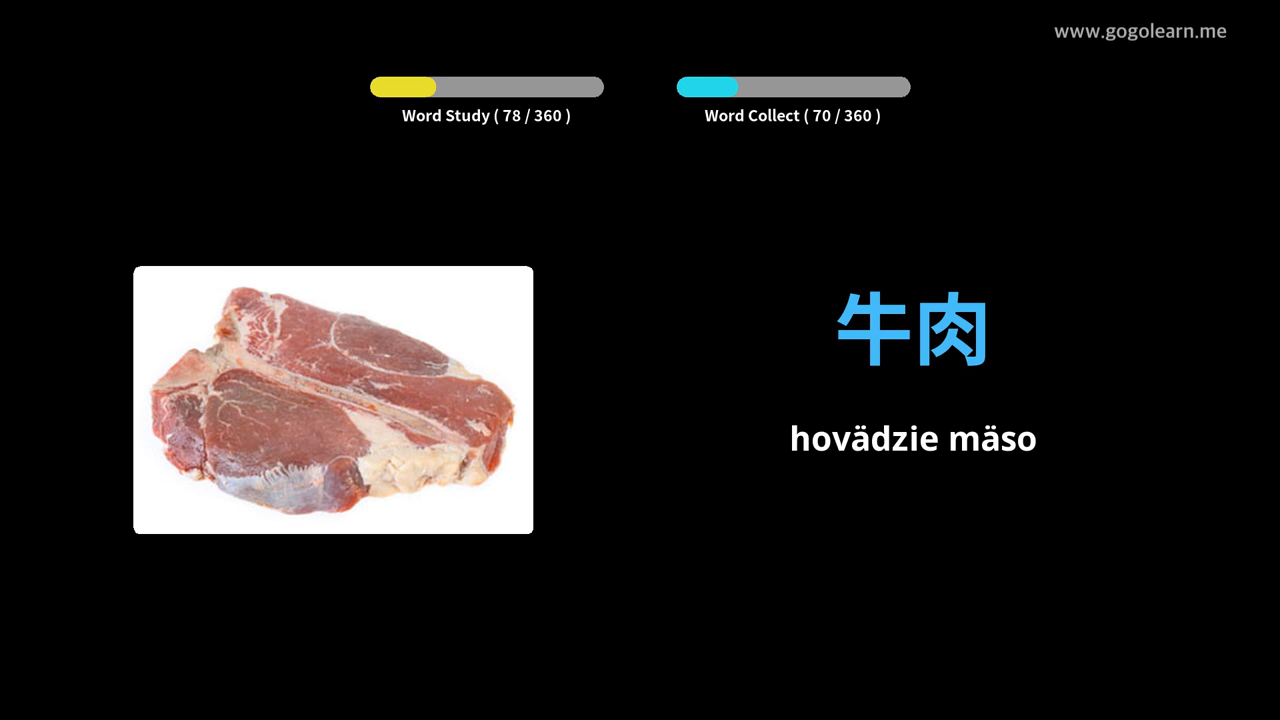 www.gogolearn.me
Word Study ( 78 / 360 )
Word Collect ( 70 / 360 )
牛肉
hovädzie mäso